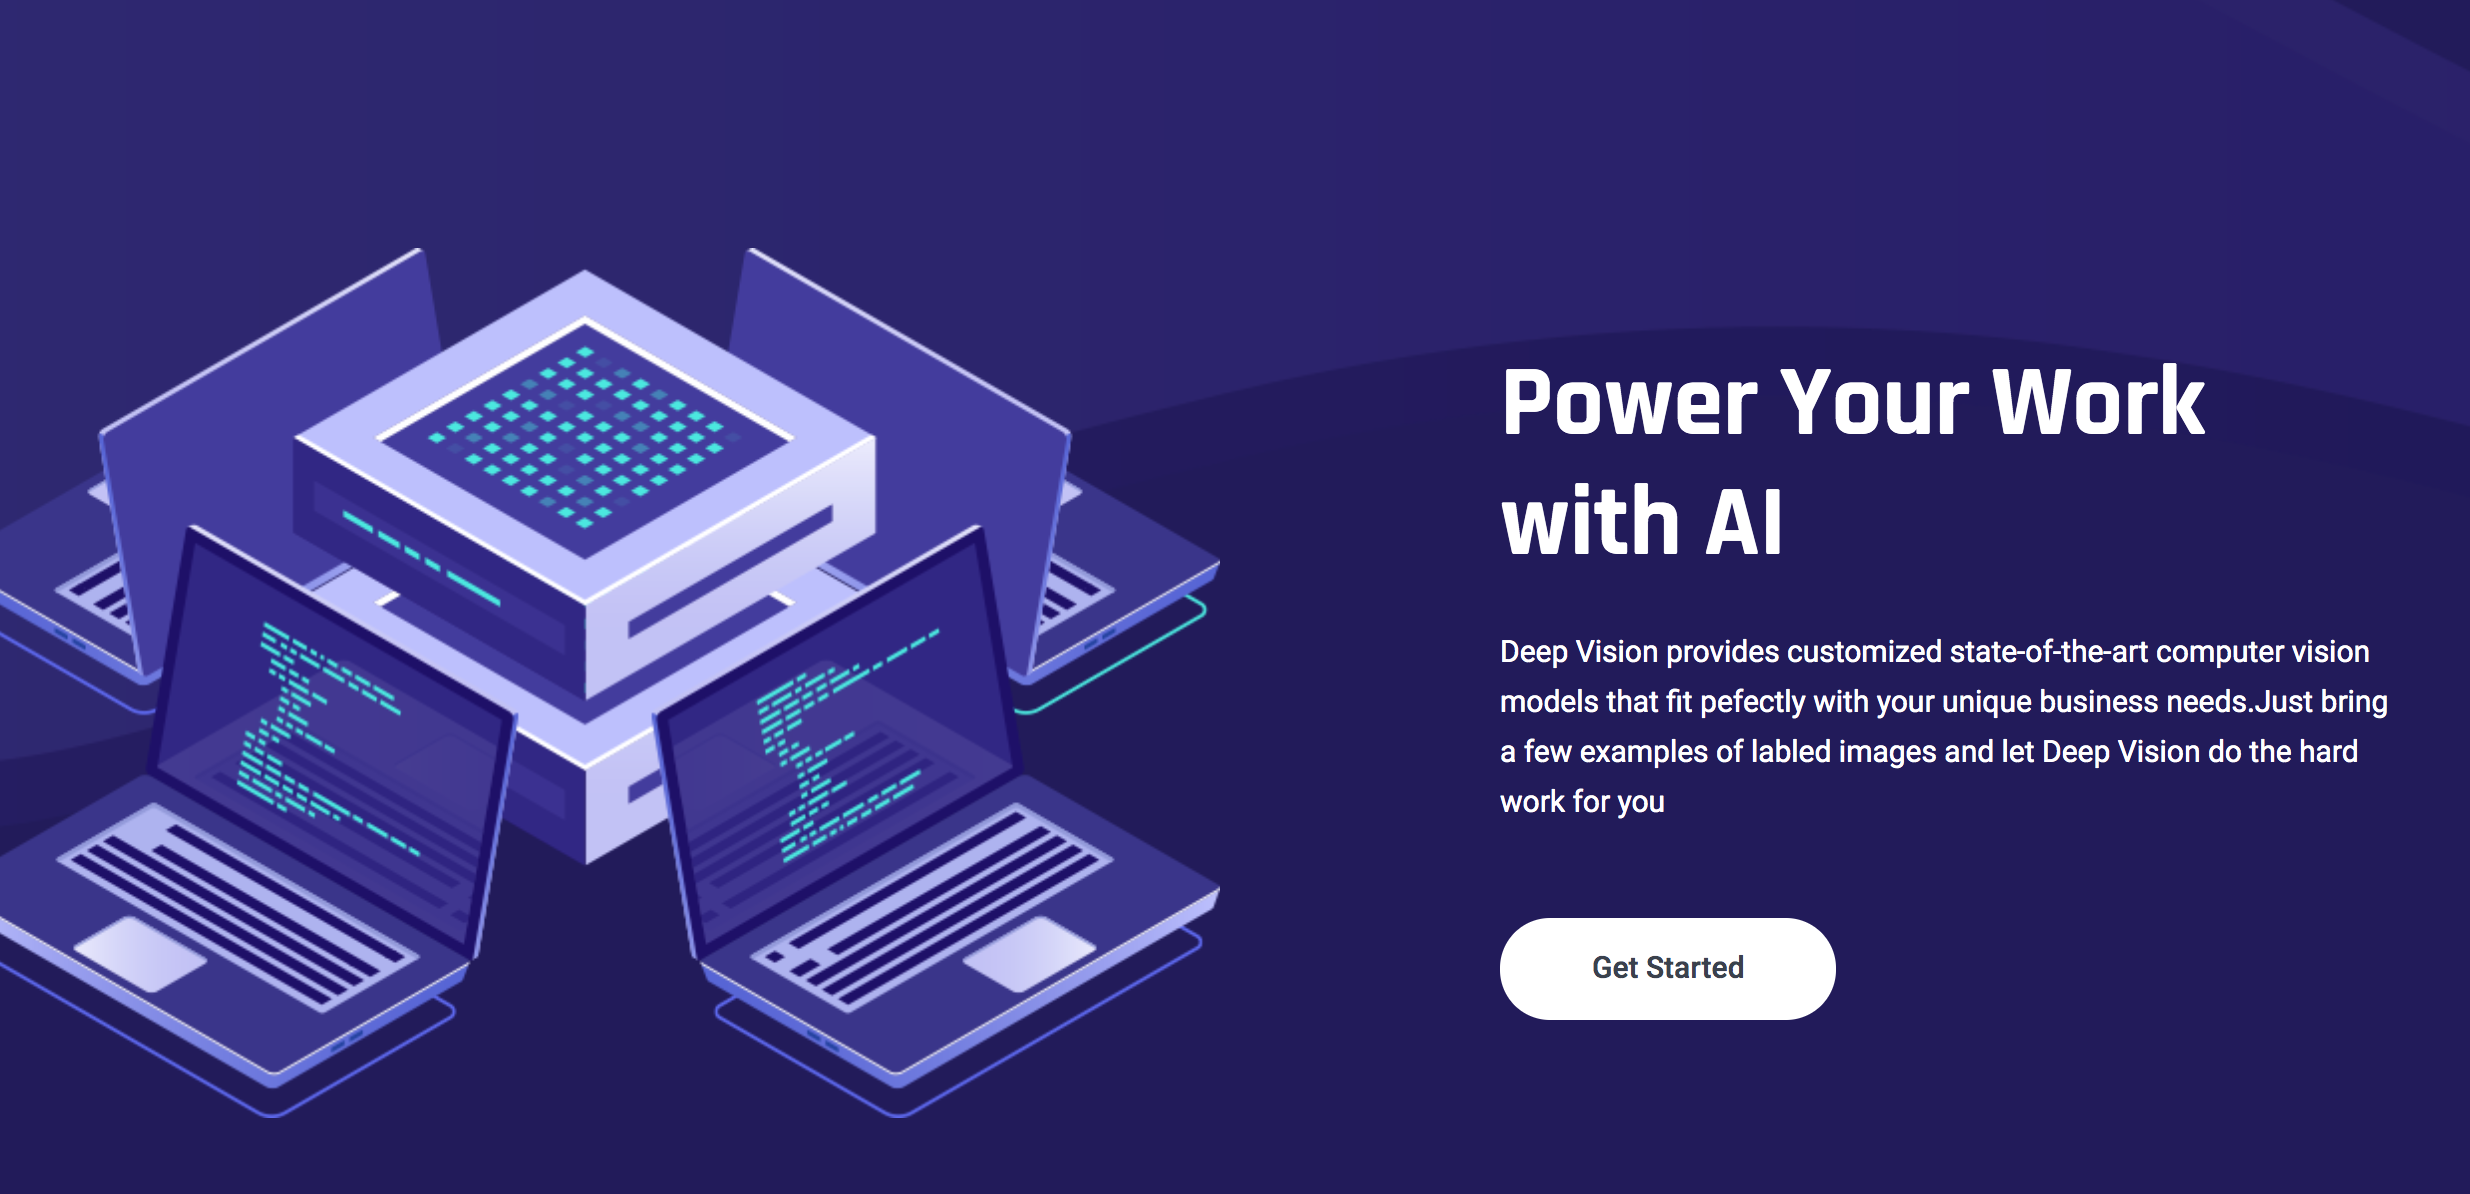 Power Your Work
with AI
Deep Vision provides customized state-of-the-art computer vision
models that fit pefectly with your unique business needs.Just bring
a few examples of labled images and let Deep Vision do the hard
work for you
Get Started